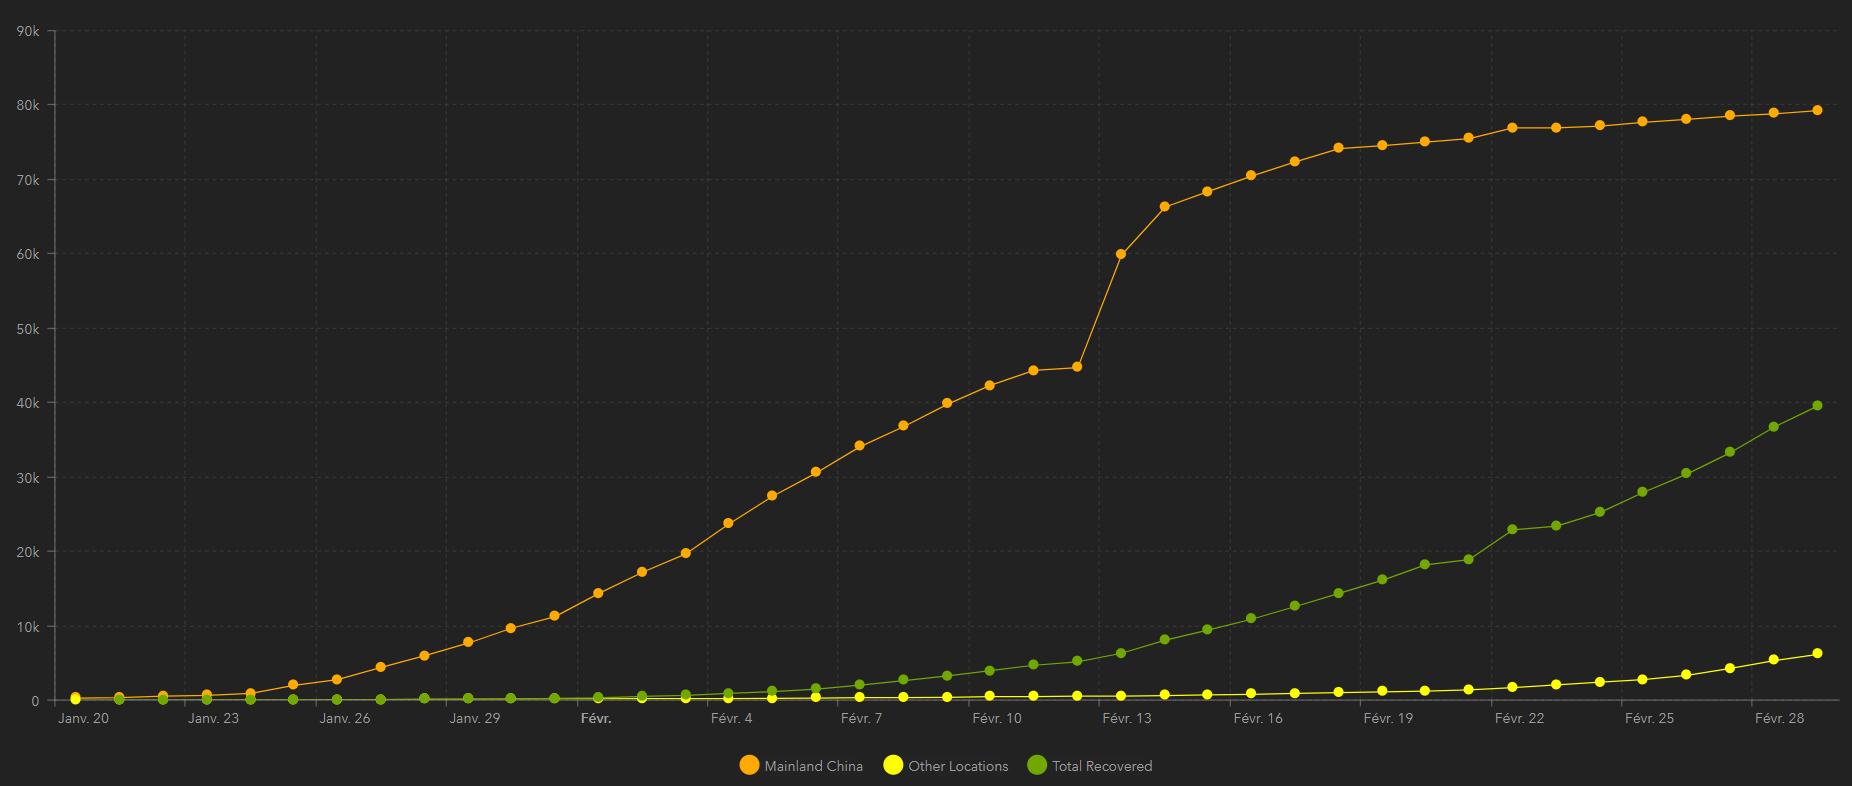 90k
80k
70k
60k
50k
40k
30k
20k
10k
0
Janv. 20 Janv. 23 Janv. 26 Janv. 29 Févr. Févr. 4 Févr. 7 Févr. 10 Févr. 13 Févr. 16 Févr. 19 Févr. 22 Févr. 25 Févr. 28
Mainland China Other Locations Total Recovered